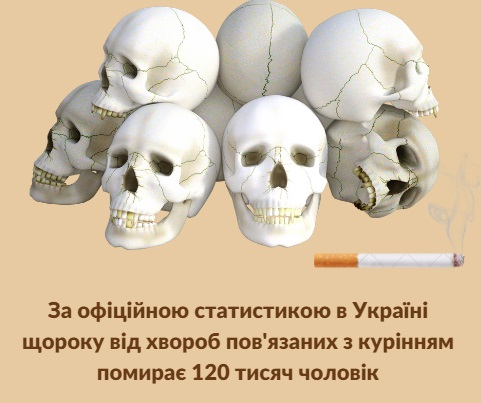 За офіційною статистикою в Україні
щороку від хвороб пов'язаних з курінням
помирає 120 тисяч чоловік